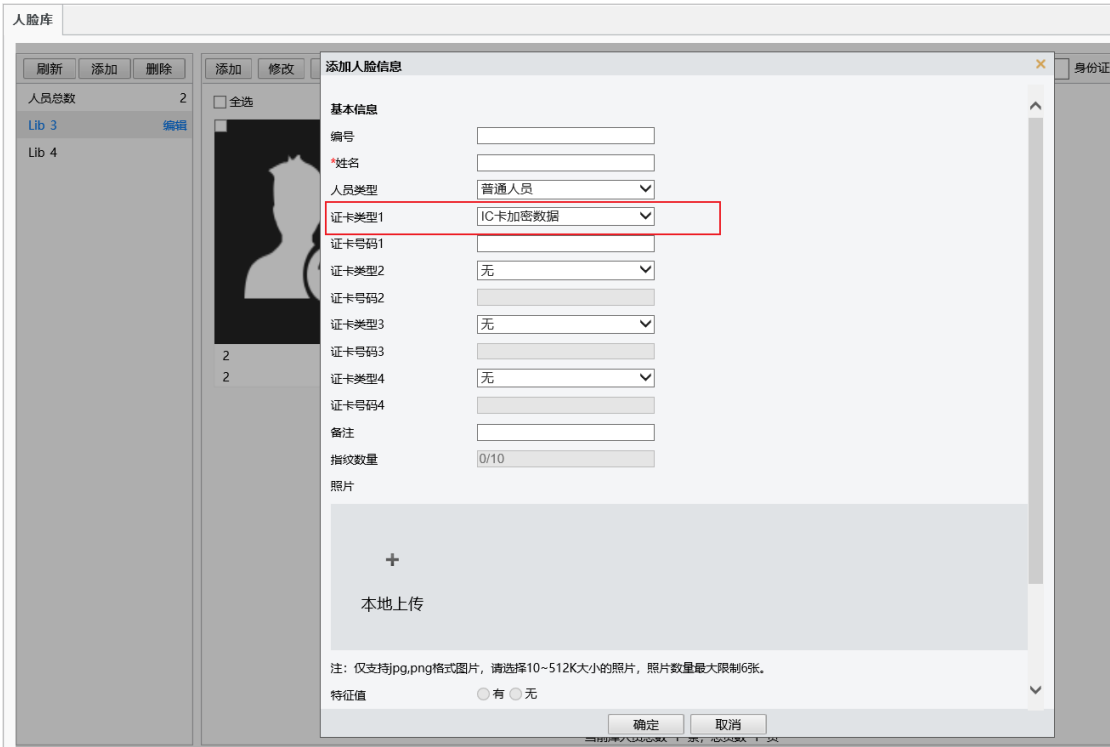 人脸库
刷新 添加 删除
人员总数 2
Lib 3 编辑
Lib 4
添加 修改
全选
2
2
身份证
添加人脸信息
基本信息
编号
*姓名
人员类型 普通人员
证卡类型1 IC卡加密数据
证卡号码1
证卡类型2 无
证卡号码2
证卡类型3 无
证卡号码3
证卡类型4 无
证卡号码4
备注
指纹数量 0/10
照片
+
本地上传
注：仅支持jpg,png格式图片，请选择10~512K大小的照片，照片数量最大限制6张。
特征值 有 无
确定 取消